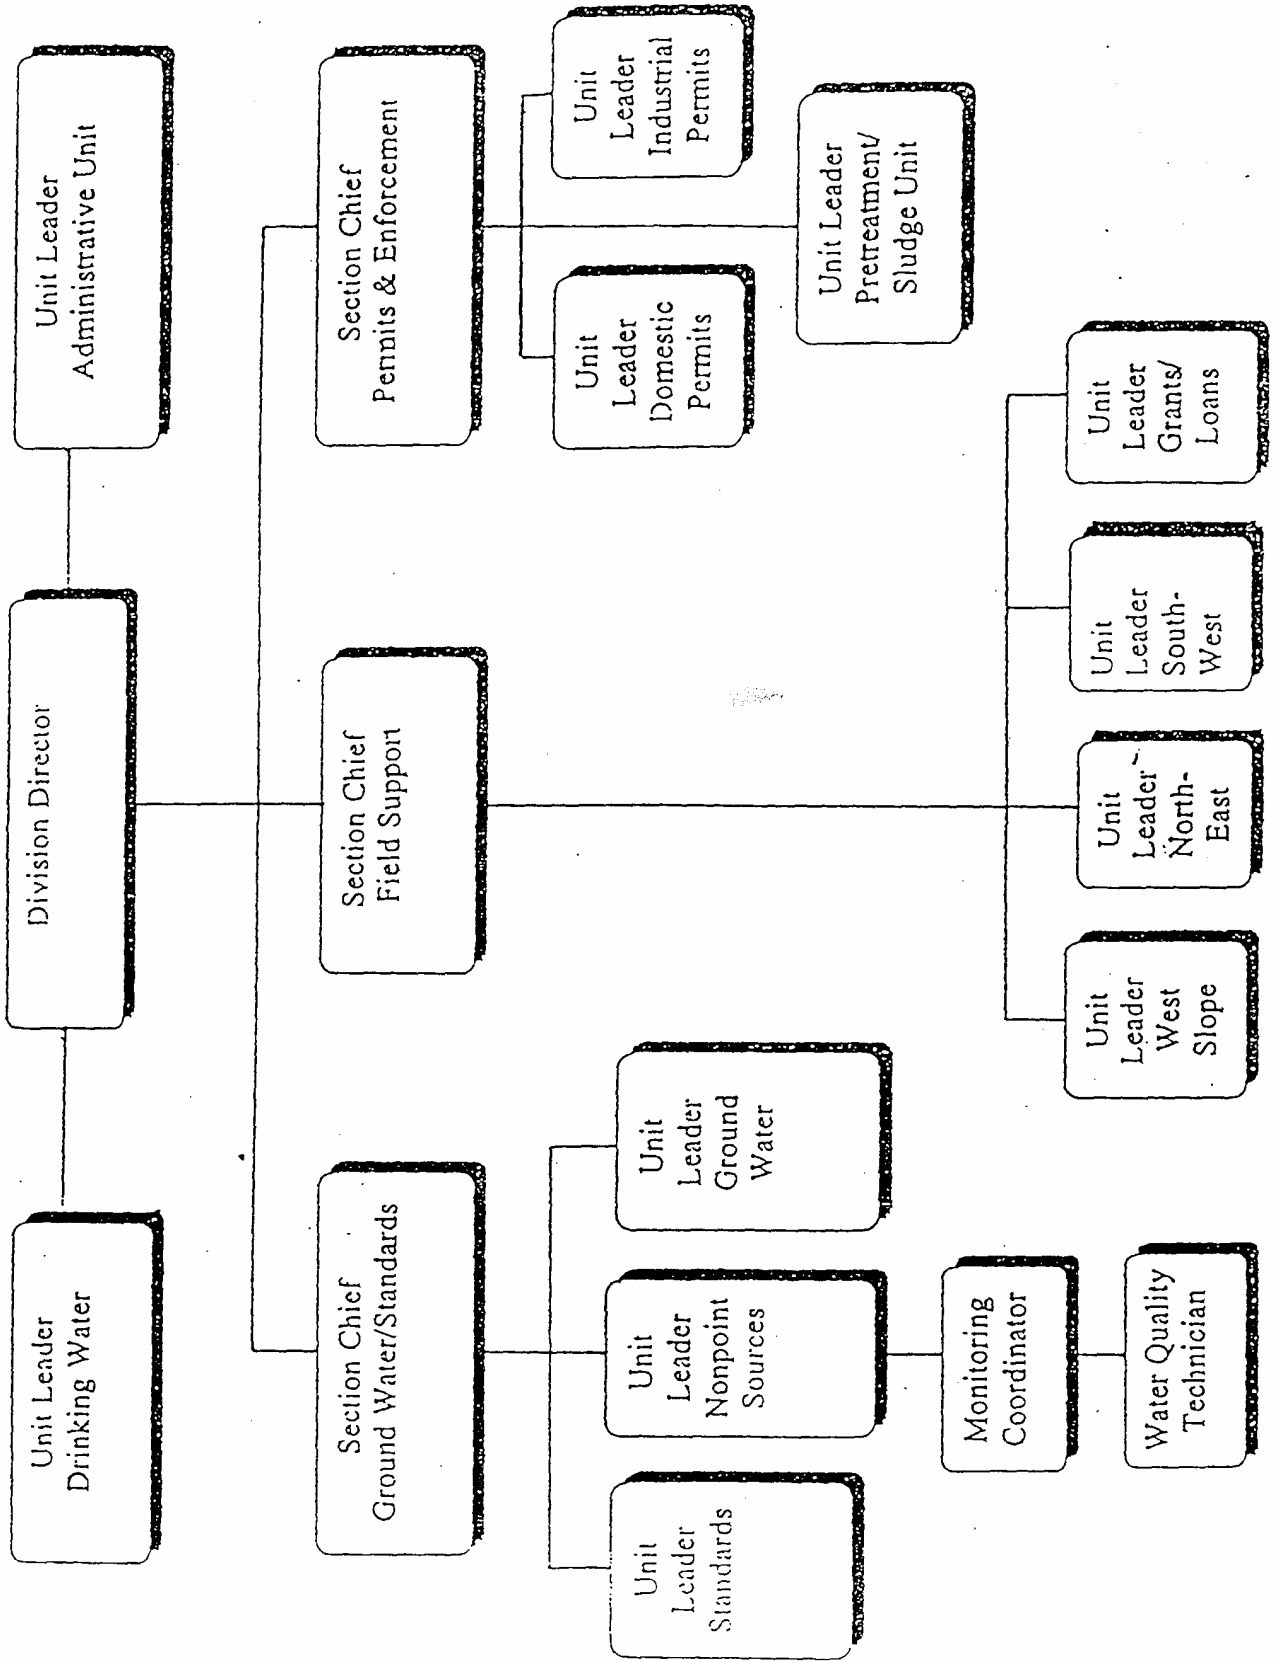 Unit Leader
Drinking Water
Division Director
Unit Leader
Administrative Unit
Section Chief
Ground Water/Standards
Section Chief
Field Support
Section Chief
Permits & Enforcement
Unit
Leader
Standards
Unit
Leader
Nonpoint
Sources
Unit
Leader
Ground
Water
Unit
Leader
Domestic
Permits
Unit
Leader
Industrial
Permits
Unit Leader
Pretreatment/
Sludge Unit
Monitoring
Coordinator
Water Quality
Technician
Unit
Leader
West
Slope
Unit
Leader
North-
East
Unit
Leader
South-
West
Unit
Leader
Grants/
Loans